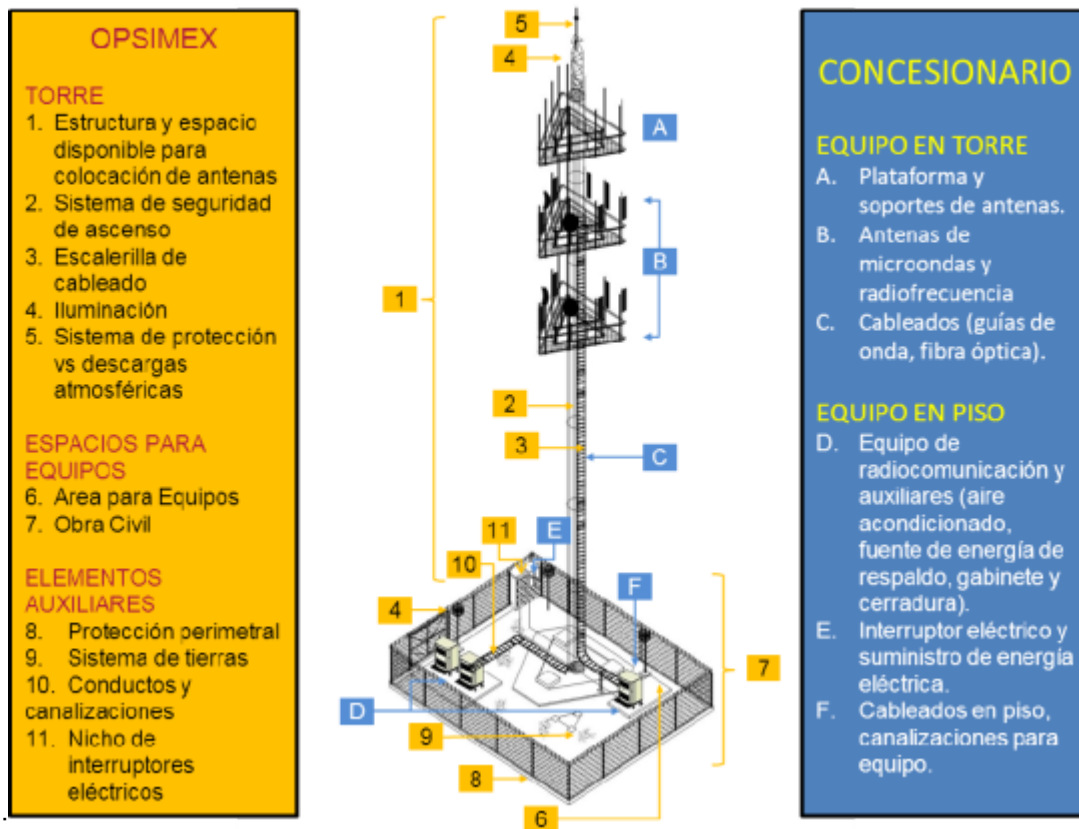 OPSIMEX
TORRE
1. Estructura y espacio
disponible para
colocación de antenas
2. Sistema de seguridad
de ascenso
3. Escalerilla de
cableado
4. Iluminación
5. Sistema de protección
vs descargas
atmosféricas
ESPACIOS PARA
EQUIPOS
6. Area para Equipos
7. Obra Civil
ELEMENTOS
AUXILIARES
8. Protección perimetral
9. Sistema de tierras
10. Conductos y
canalizaciones
11. Nicho de
interruptores
eléctricos
5
4
A
B
1
2
3
C
11
E
10
F
4
7
D
9
8
6
CONCESIONARIO
EQUIPO EN TORRE
A. Plataforma y
soportes de antenas.
B. Antenas de
microondas y
radiofrecuencia
C. Cableados (guías de
onda, fibra óptica).
EQUIPO EN PISO
D. Equipo de
radiocomunicación y
auxiliares (aire
acondicionado,
fuente de energía de
respaldo, gabinete y
cerradura).
E. Interruptor eléctrico y
suministro de energía
eléctrica.
F. Cableados en piso,
canalizaciones para
equipo.